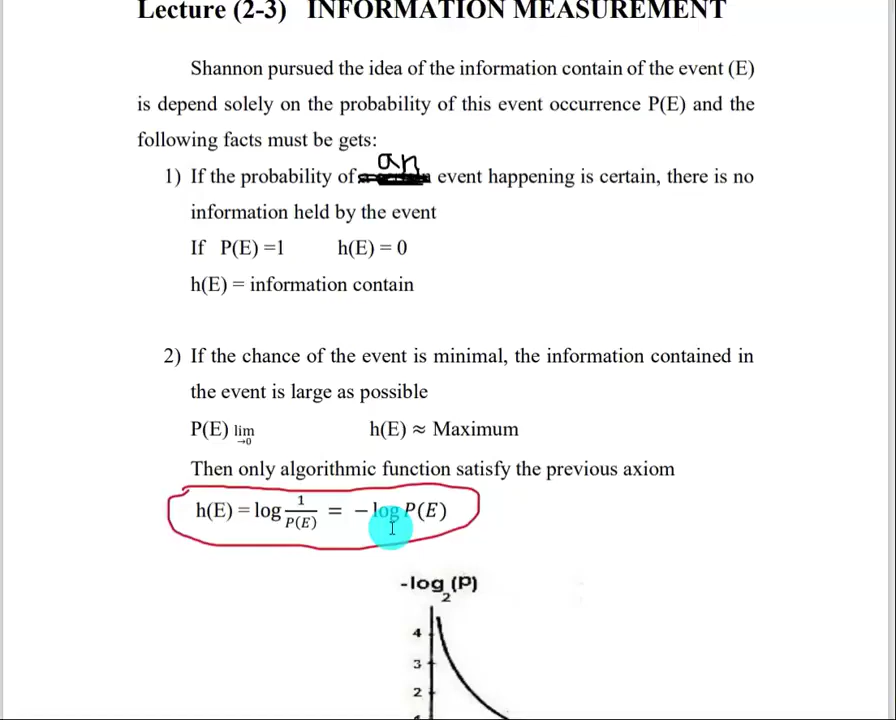 Lecture (2-3) INFORMATION MEASUREMENT
Shannon pursued the idea of the information contain of the event (E)
is depend solely on the probability of this event occurrence P(E) and the
following facts must be gets:
an
1) If the probability of event happening is certain, there is no
information held by the event
If P(E) =1 h(E) = 0
h(E) = information contain
2) If the chance of the event is minimal, the information contained in
the event is large as possible
P(E) lim →0 h(E) ≈ Maximum
Then only algorithmic function satisfy the previous axiom
h(E) = log 1/P(E) = −log P(E)
-log2(P)
4
3
2